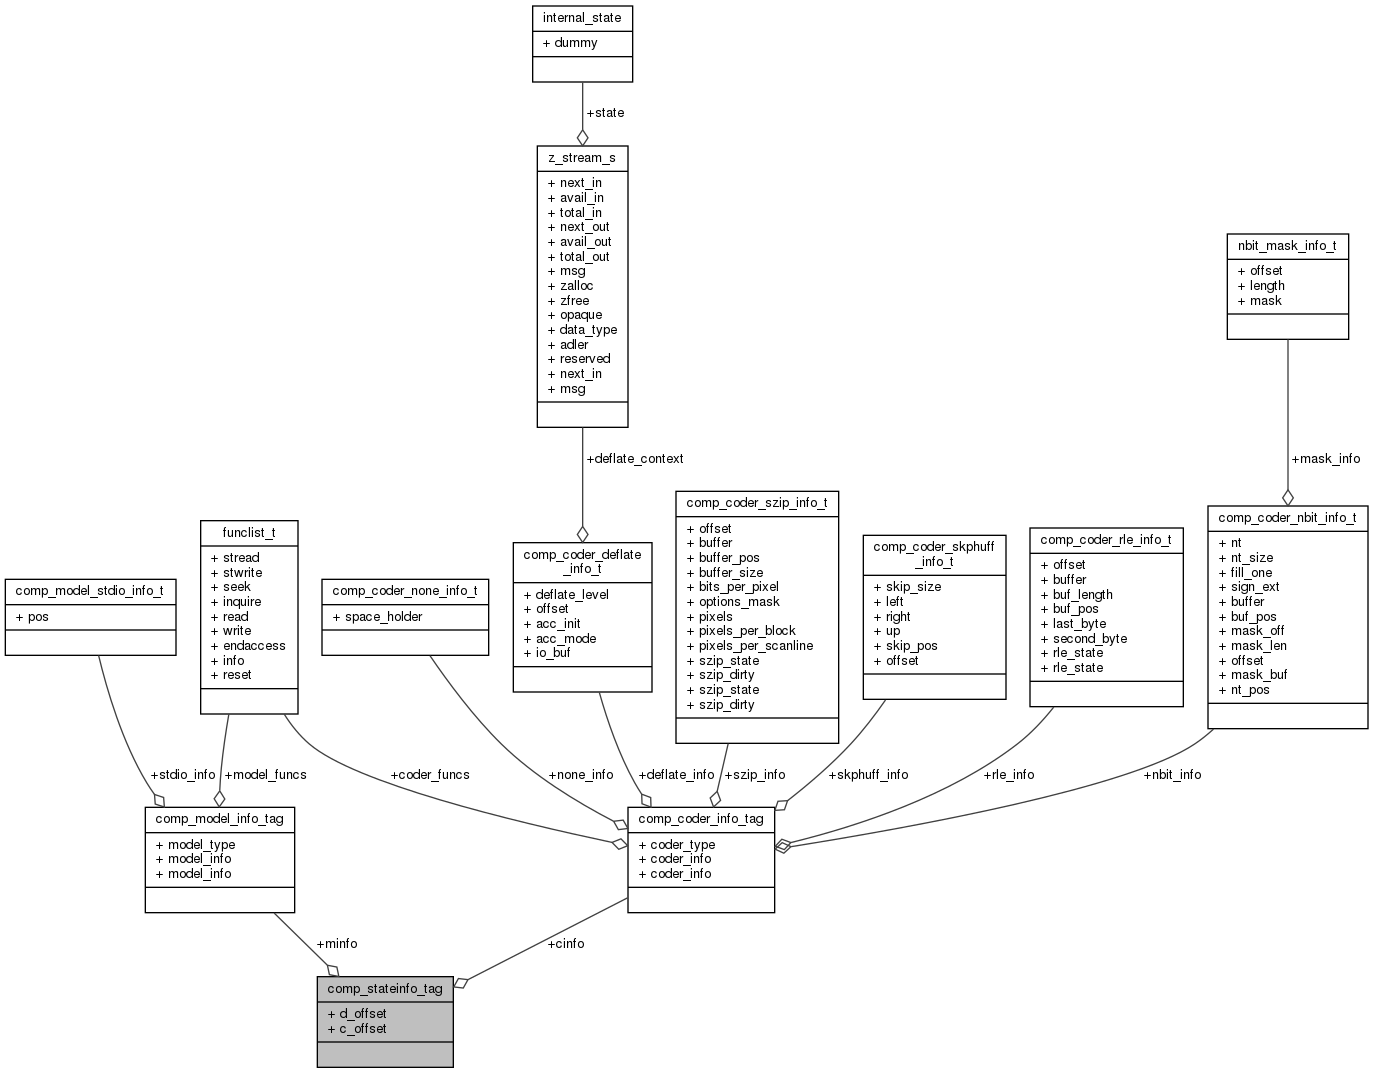 internal_state
+ dummy
+state
z_stream_s
+ next_in
+ avail_in
+ total_in
+ next_out
+ avail_out
+ total_out
+ msg
+ zalloc
+ zfree
+ opaque
+ data_type
+ adler
+ reserved
+ next_in
+ msg
nbit_mask_info_t
+ offset
+ length
+ mask
+deflate_context
+mask_info
comp_model_stdio_info_t
+ pos
funclist_t
+ stread
+ stwrite
+ seek
+ inquire
+ read
+ write
+ endaccess
+ info
+ reset
comp_coder_none_info_t
+ space_holder
comp_coder_deflate
_info_t
+ deflate_level
+ offset
+ acc_init
+ acc_mode
+ io_buf
comp_coder_szip_info_t
+ offset
+ buffer
+ buffer_pos
+ buffer_size
+ bits_per_pixel
+ options_mask
+ pixels
+ pixels_per_block
+ pixels_per_scanline
+ szip_state
+ szip_dirty
+ szip_state
+ szip_dirty
comp_coder_skphuff
_info_t
+ skip_size
+ left
+ right
+ up
+ skip_pos
+ offset
comp_coder_rle_info_t
+ offset
+ buffer
+ buf_length
+ buf_pos
+ last_byte
+ second_byte
+ rle_state
+ rle_state
comp_coder_nbit_info_t
+ nt
+ nt_size
+ fill_one
+ sign_ext
+ buffer
+ buf_pos
+ mask_off
+ mask_len
+ offset
+ mask_buf
+ nt_pos
+stdio_info
+model_funcs
+coder_funcs
+none_info
+deflate_info
+szip_info
+skphuff_info
+rle_info
+nbit_info
comp_model_info_tag
+ model_type
+ model_info
+ model_info
comp_coder_info_tag
+ coder_type
+ coder_info
+ coder_info
+minfo
+cinfo
comp_stateinfo_tag
+ d_offset
+ c_offset